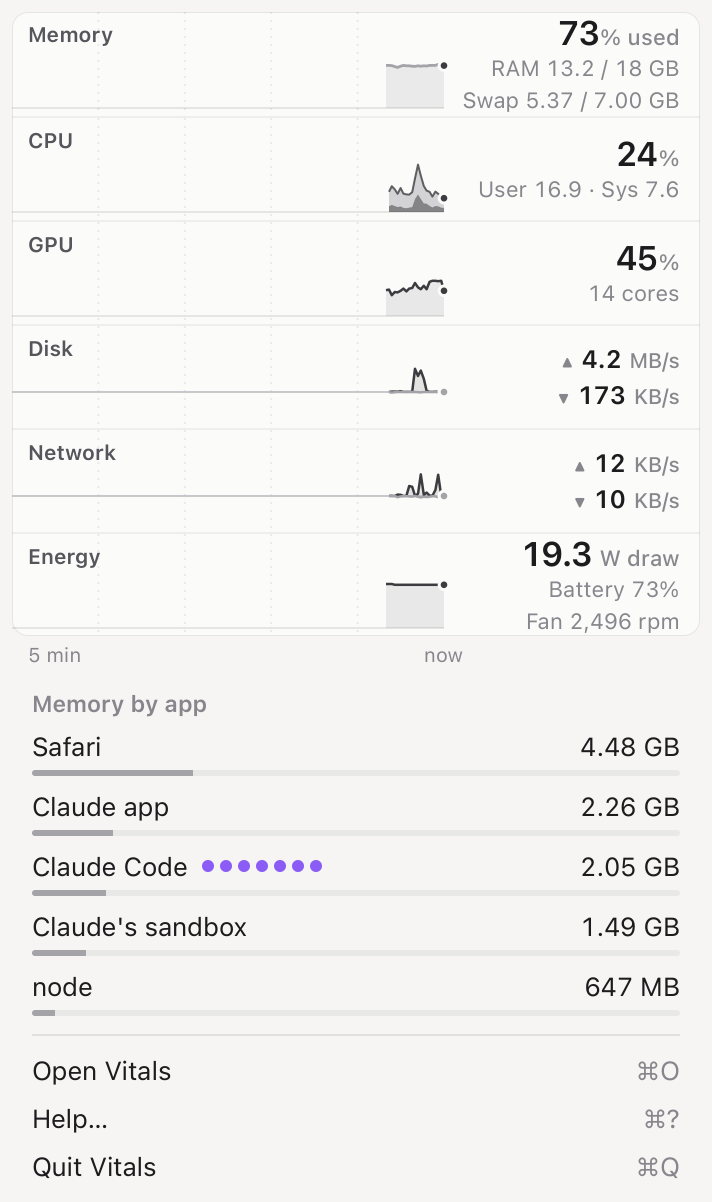 Memory
73% used
RAM 13.2 / 18 GB
Swap 5.37 / 7.00 GB
CPU
24%
User 16.9 · Sys 7.6
GPU
45%
14 cores
Disk
▲ 4.2 MB/s
▼ 173 KB/s
Network
▲ 12 KB/s
▼ 10 KB/s
Energy
19.3 W draw
Battery 73%
Fan 2,496 rpm
5 min now
Memory by app
Safari 4.48 GB
Claude app 2.26 GB
Claude Code 2.05 GB
Claude's sandbox 1.49 GB
node 647 MB
Open Vitals ⌘O
Help... ⌘?
Quit Vitals ⌘Q